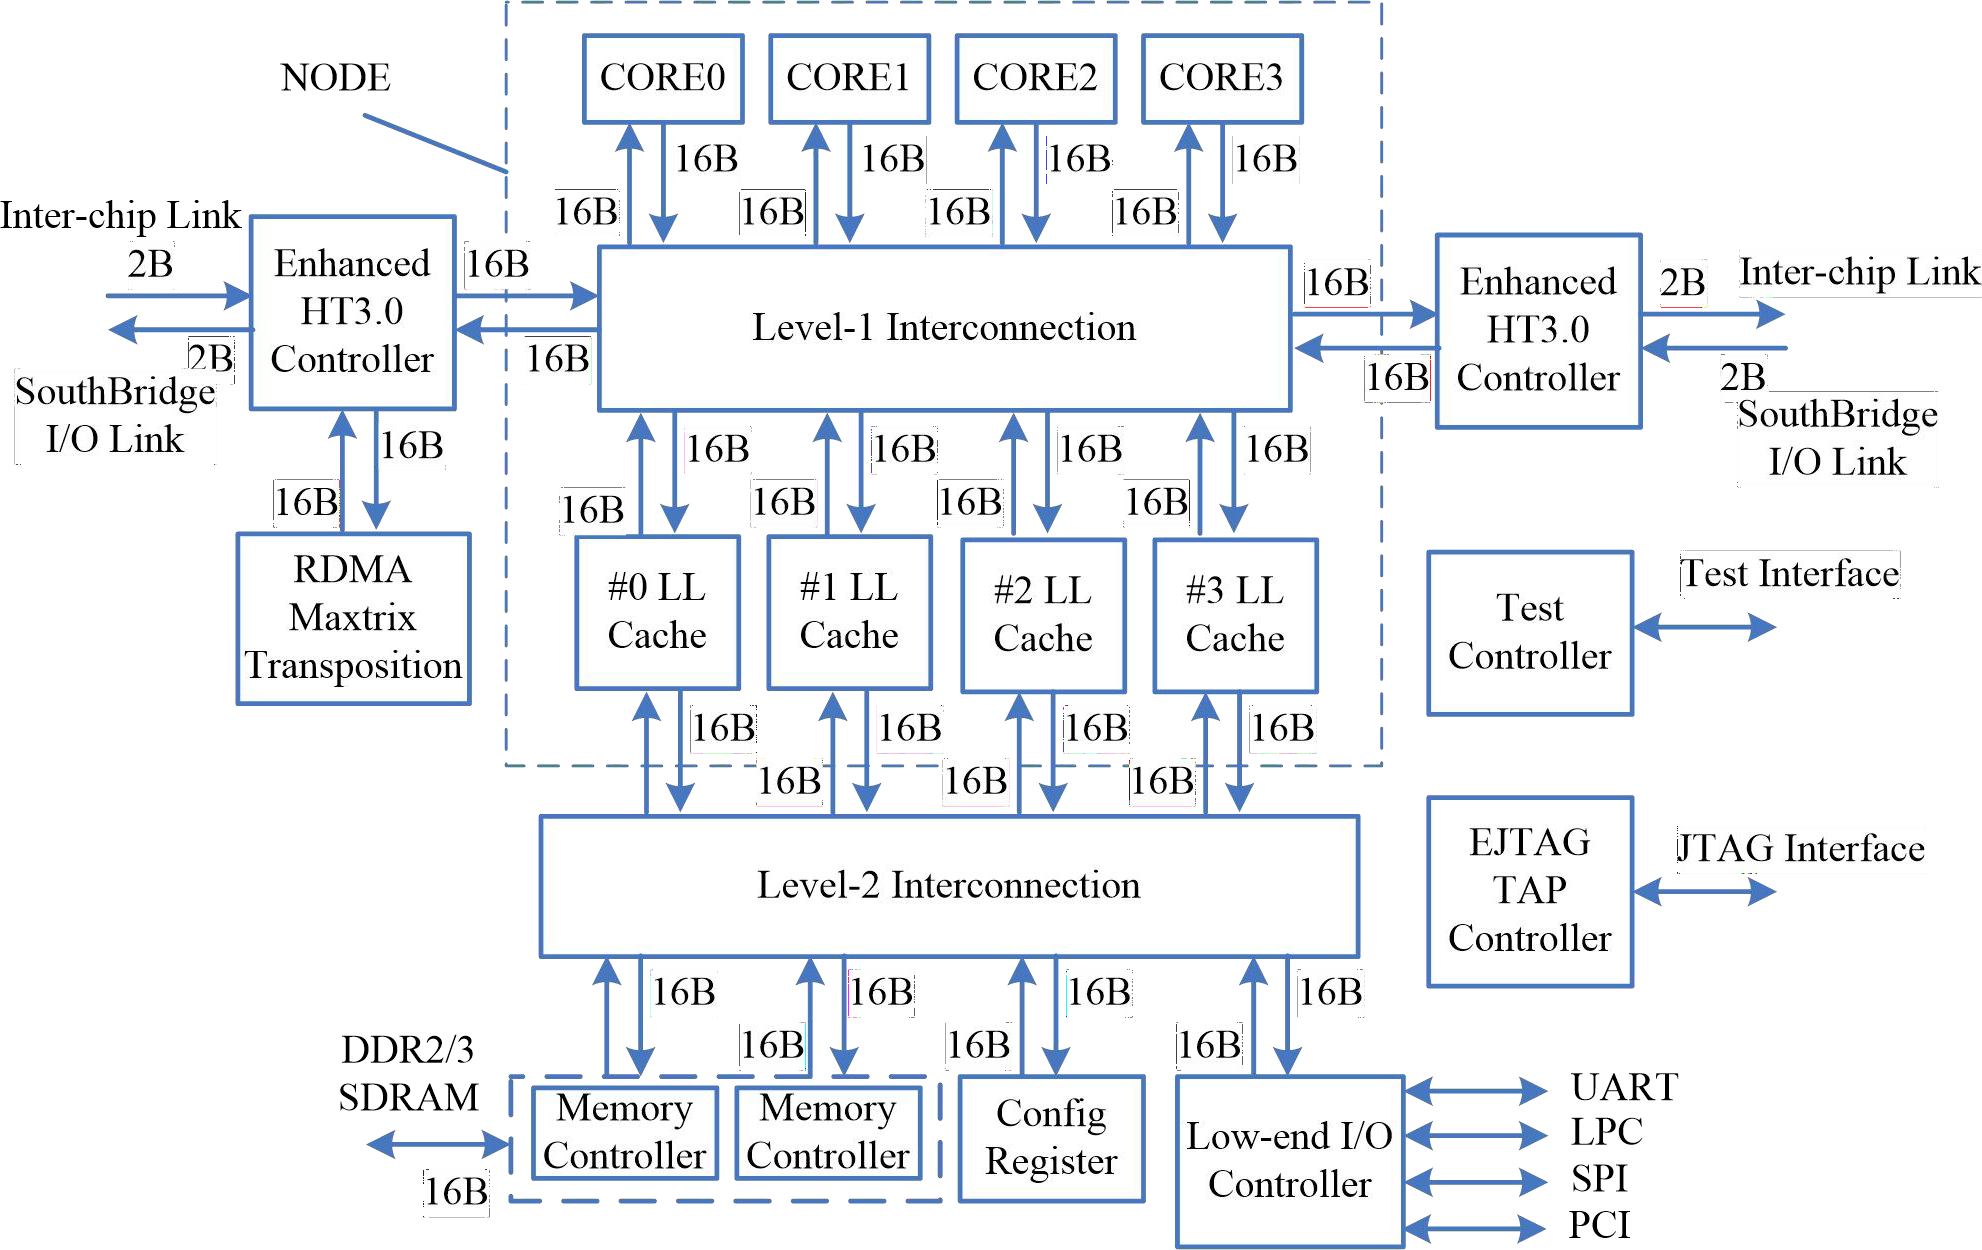 NODE
CORE0
CORE1
CORE2
CORE3
16B
16B
16B
16B
16B
16B
16B
16B
Inter-chip Link
2B
2B
SouthBridge
I/O Link
Enhanced
HT3.0
Controller
16B
16B
Level-1 Interconnection
16B
16B
Enhanced
HT3.0
Controller
2B
Inter-chip Link
2B
SouthBridge
I/O Link
16B
16B
RDMA
Maxtrix
Transposition
16B
16B
16B
16B
16B
16B
16B
16B
#0 LL
Cache
#1 LL
Cache
#2 LL
Cache
#3 LL
Cache
Test
Controller
Test Interface
16B
16B
16B
16B
16B
16B
16B
Level-2 Interconnection
EJTAG
TAP
Controller
JTAG Interface
16B
16B
16B
16B
16B
16B
16B
DDR2/3
SDRAM
16B
Memory
Controller
Memory
Controller
Config
Register
Low-end I/O
Controller
UART
LPC
SPI
PCI